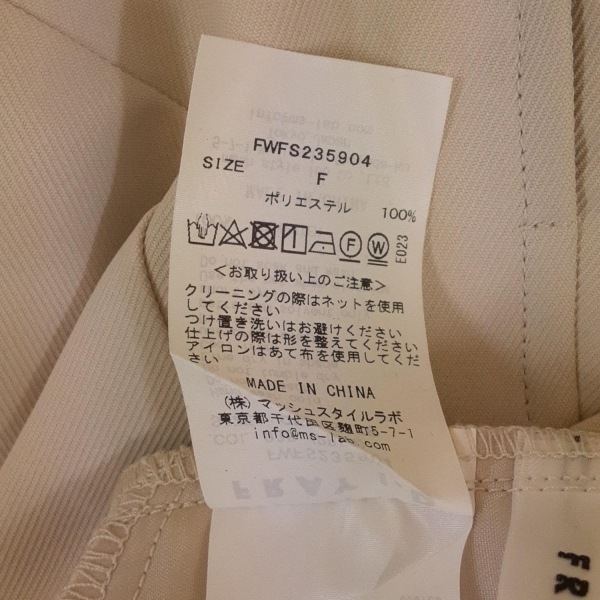 FWFS235904
SIZE F
ポリエステル 100%
F W E023
<お取り扱い上のご注意>
クリーニングの際はネットを使用
してください
つけ置き洗いはお避けください
仕上げの際は形を整えてください
アイロンはあて布を使用してくだ
さい
MADE IN CHINA
(株)マッシュスタイルラボ
東京都千代田区麹町5-7-1
info@ms-lab.com
FR